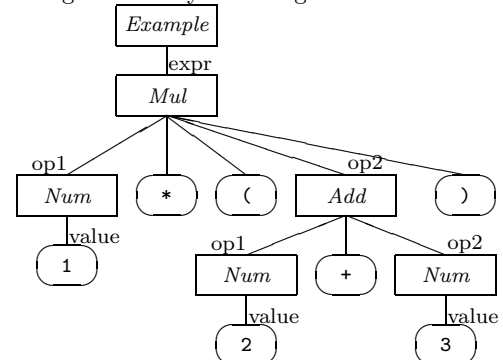 Example
expr
Mul
op1 op2
Num * ( Add )
value
1
op1 op2
Num + Num
value value
2 3